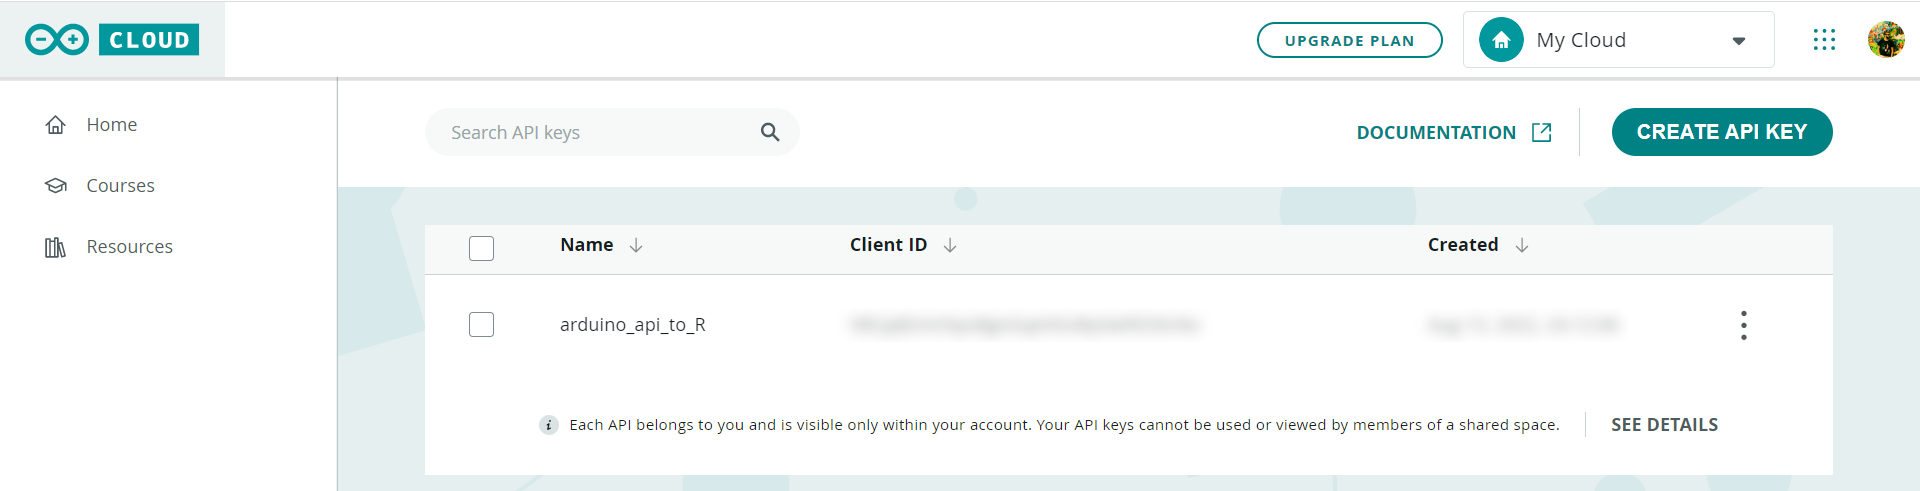 CLOUD
UPGRADE PLAN
My Cloud
Home
Courses
Resources
Search API keys
DOCUMENTATION
CREATE API KEY
Name
Client ID
Created
arduino_api_to_R
Each API belongs to you and is visible only within your account. Your API keys cannot be used or viewed by members of a shared space.
SEE DETAILS